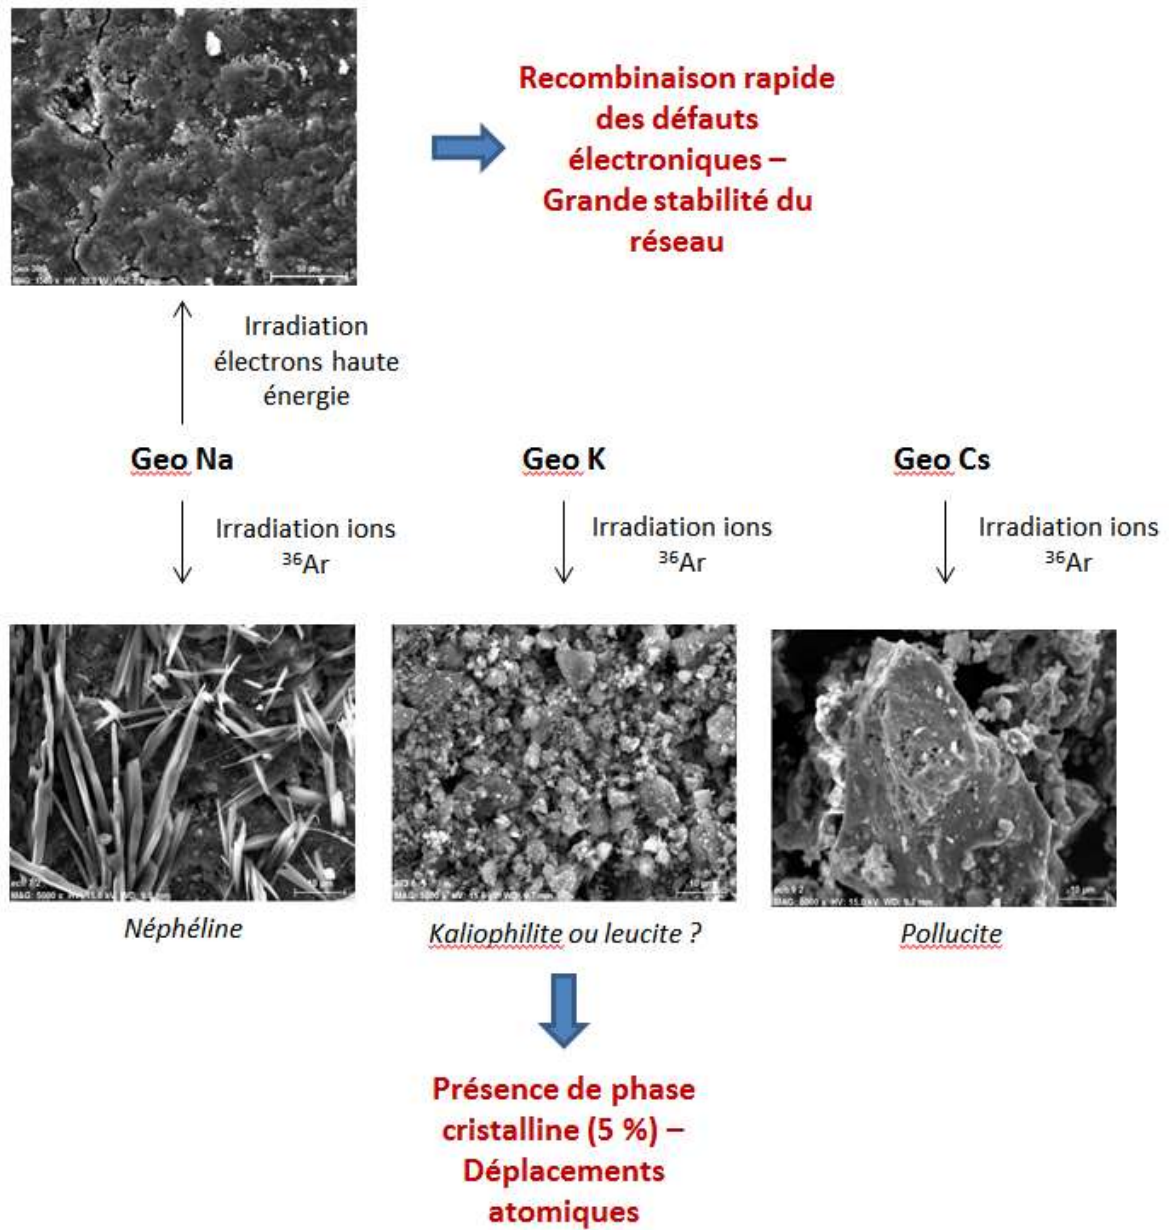 Recombinaison rapide
des défauts
électroniques –
Grande stabilité du
réseau
Irradiation
électrons haute
énergie
Geo Na
Geo K
Geo Cs
Irradiation ions
³⁶Ar
Irradiation ions
³⁶Ar
Irradiation ions
³⁶Ar
Néphéline
Kaliophilite ou leucite ?
Pollucite
Présence de phase
cristalline (5 %) –
Déplacements
atomiques